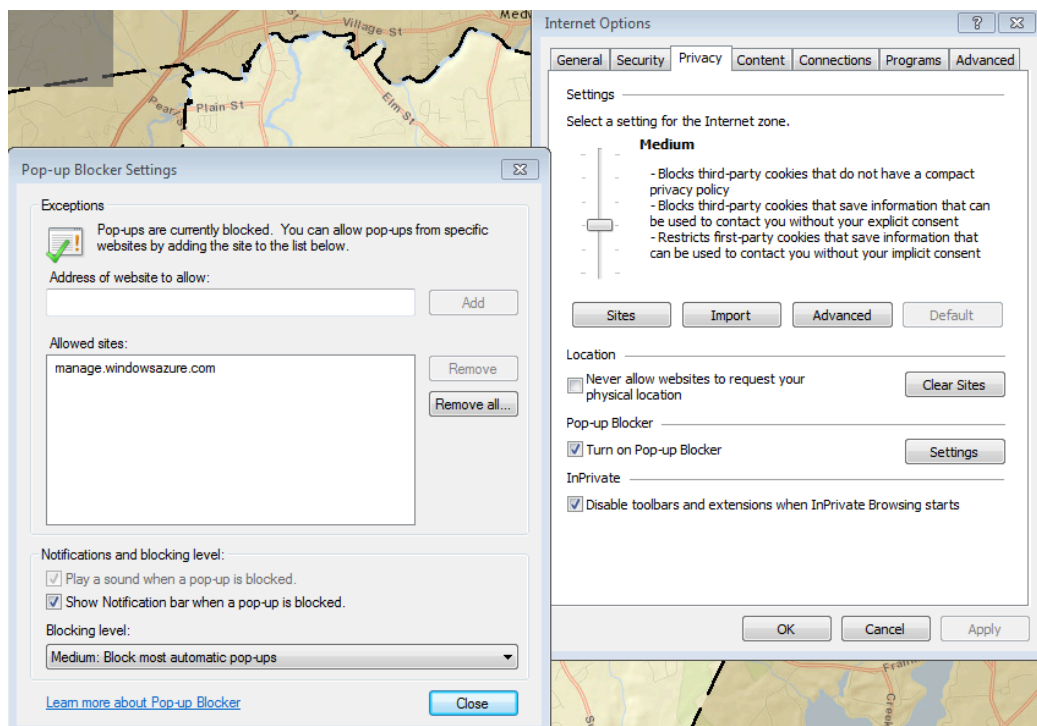 Village St
Medw
Pear
Plain St
Elm St
Pop-up Blocker Settings
Exceptions
Pop-ups are currently blocked. You can allow pop-ups from specific
websites by adding the site to the list below.
Address of website to allow:
Add
Allowed sites:
manage.windowsazure.com
Remove
Remove all...
Notifications and blocking level:
Play a sound when a pop-up is blocked.
Show Notification bar when a pop-up is blocked.
Blocking level:
Medium: Block most automatic pop-ups
Learn more about Pop-up Blocker
Close
Internet Options
General Security Privacy Content Connections Programs Advanced
Settings
Select a setting for the Internet zone.
Medium
- Blocks third-party cookies that do not have a compact
privacy policy
- Blocks third-party cookies that save information that can
be used to contact you without your explicit consent
- Restricts first-party cookies that save information that
can be used to contact you without your implicit consent
Sites Import Advanced Default
Location
Never allow websites to request your
physical location
Clear Sites
Pop-up Blocker
Turn on Pop-up Blocker
Settings
InPrivate
Disable toolbars and extensions when InPrivate Browsing starts
OK Cancel Apply
Fran
Creek